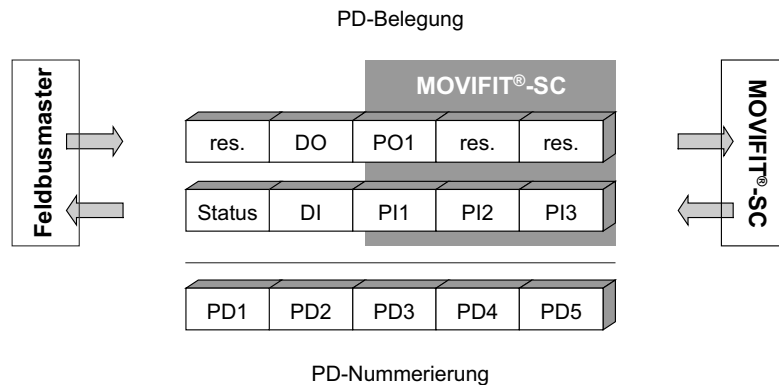 PD-Belegung
Feldbusmaster
MOVIFIT®-SC
MOVIFIT®-SC
res. DO PO1 res. res.
Status DI PI1 PI2 PI3
PD1 PD2 PD3 PD4 PD5
PD-Nummerierung